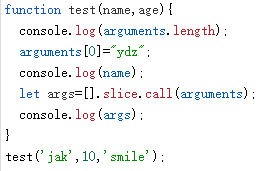 function test(name,age){
  console.log(arguments.length);
  arguments[0]="ydz";
  console.log(name);
  let args=[].slice.call(arguments);
  console.log(args);
}
test('jak',10,'smile');